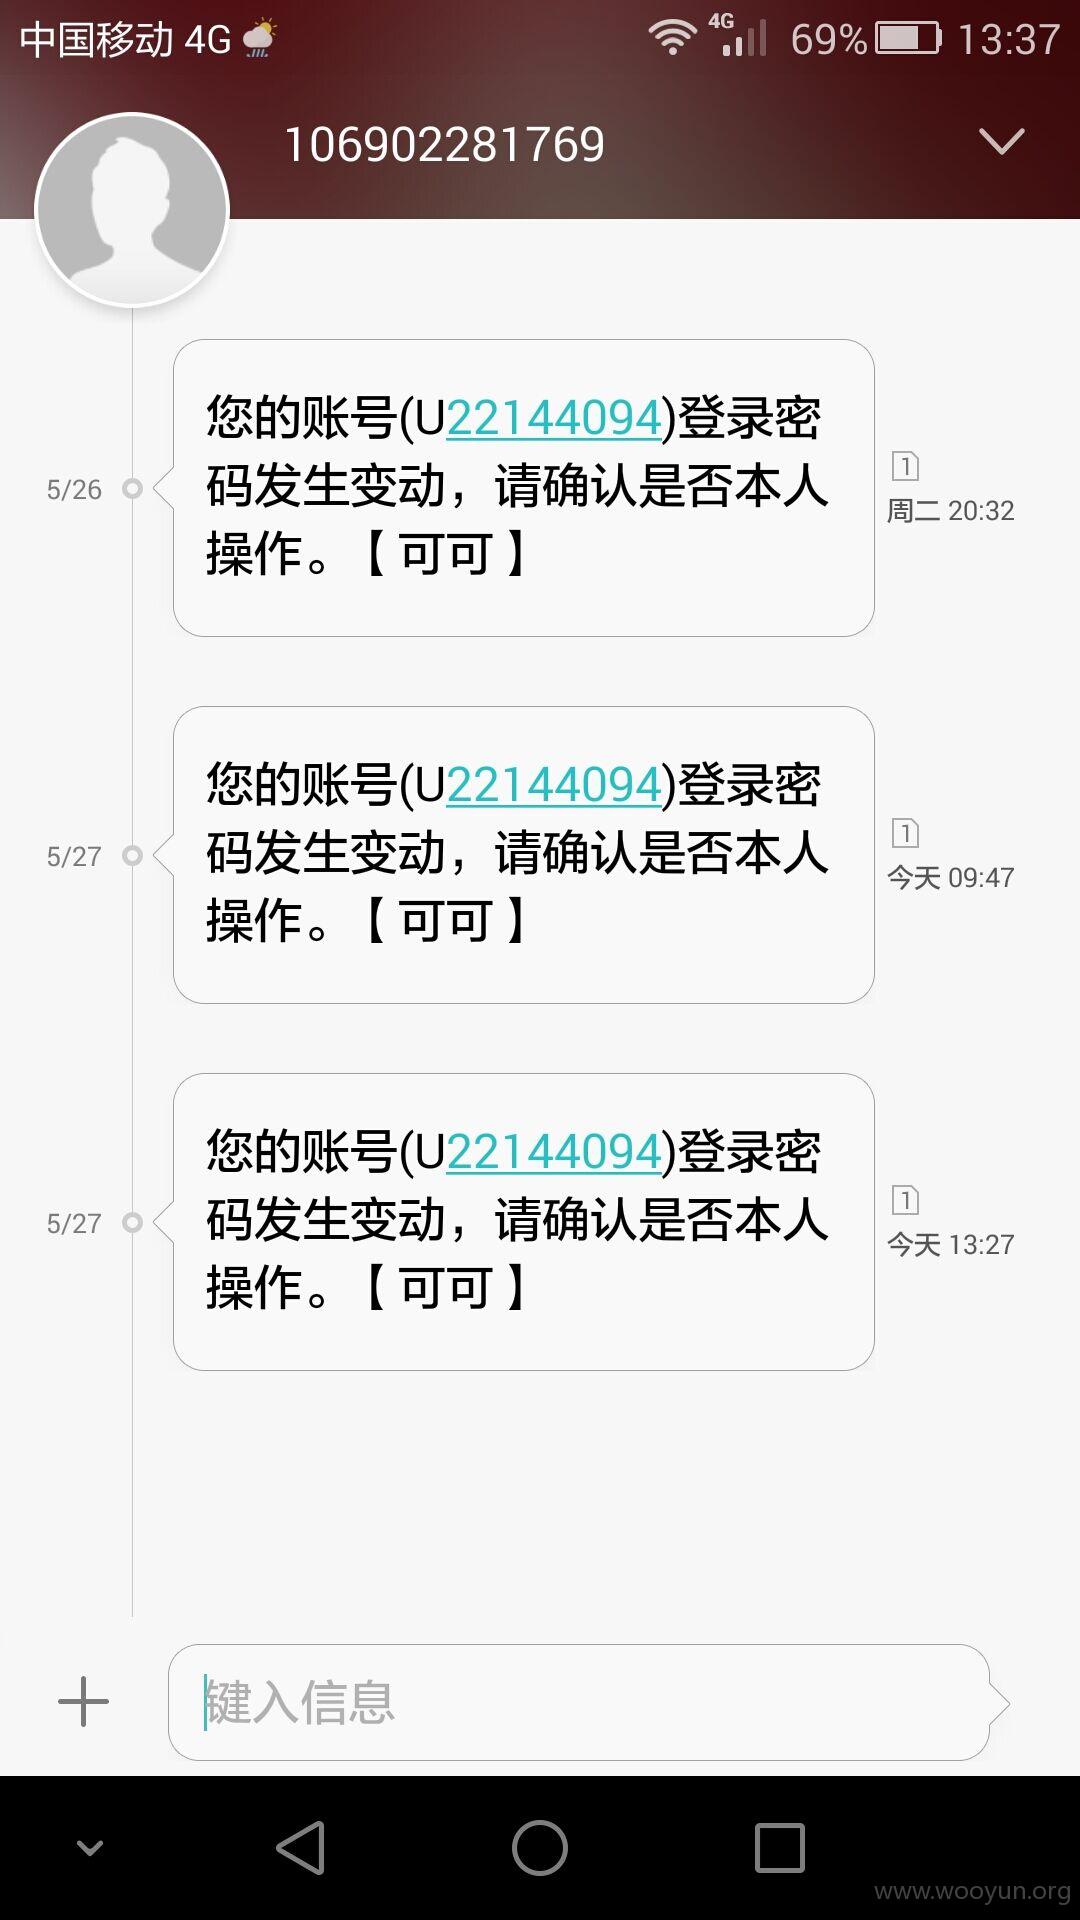 中国移动 4G
4G
69%
13:37
106902281769
您的账号(U22144094)登录密
码发生变动，请确认是否本人
操作。【 可可 】
5/26
1
周二 20:32
您的账号(U22144094)登录密
码发生变动，请确认是否本人
操作。【 可可 】
5/27
1
今天 09:47
您的账号(U22144094)登录密
码发生变动，请确认是否本人
操作。【 可可 】
5/27
1
今天 13:27
键入信息
www.wooyun.org